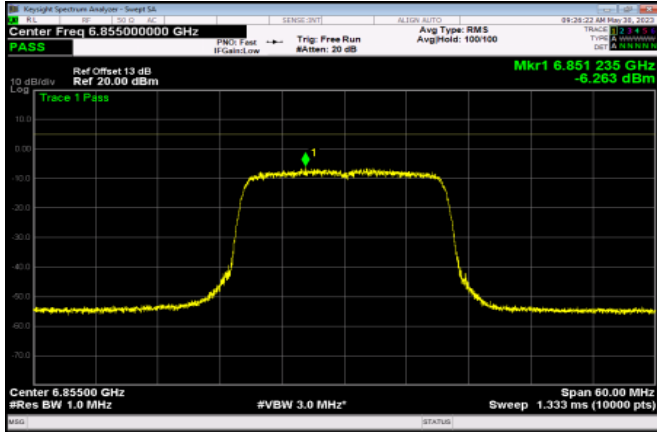 Keysight Spectrum Analyzer - Swept SA
RL RF 50 Ω AC SENSE:INT ALIGN AUTO 09:26:22 AM May 30, 2023
Center Freq 6.855000000 GHz Avg Type: RMS TRACE 1 2 3 4 5 6
PNO: Fast Trig: Free Run Avg|Hold: 100/100 TYPE A WWWWW
PASS IFGain:Low #Atten: 20 dB DET A N N N N N
Mkr1 6.851 235 GHz
Ref Offset 13 dB
10 dB/div Ref 20.00 dBm -6.263 dBm
Log
Trace 1 Pass
10.0
0.00
1
-10.0
-20.0
-30.0
-40.0
-50.0
-60.0
-70.0
Center 6.85500 GHz Span 60.00 MHz
#Res BW 1.0 MHz #VBW 3.0 MHz* Sweep 1.333 ms (10000 pts)
MSG STATUS